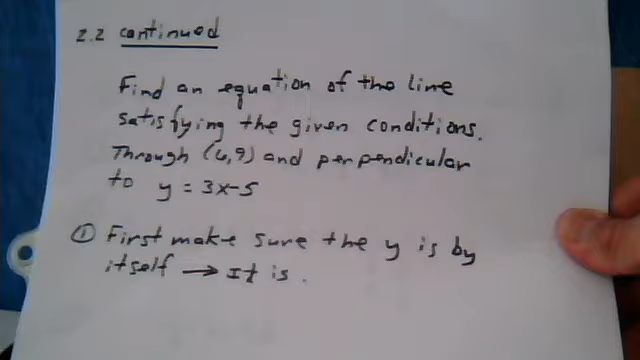 2.2 continued
Find an equation of the line
satisfying the given conditions.
Through (6,9) and perpendicular
to y = 3x-5
① First make sure the y is by
itself → It is.